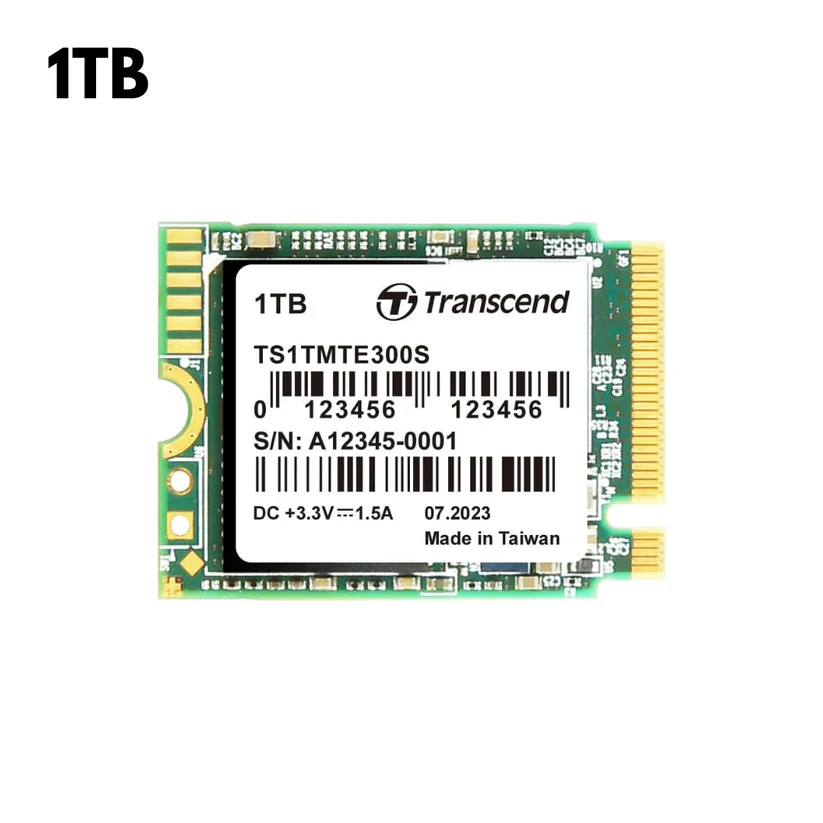 1TB
1TB Transcend
TS1TMTE300S
0 123456 123456
S/N: A12345-0001
DC +3.3V⎓1.5A 07.2023
Made in Taiwan